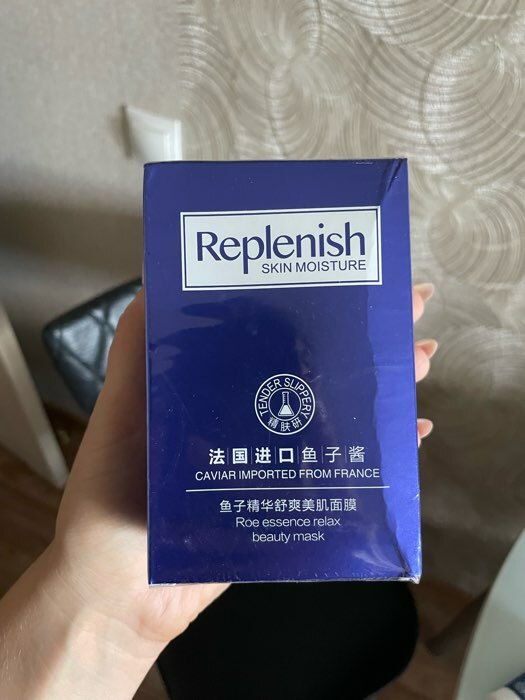 Replenish
SKIN MOISTURE
TENDER SLIPPERY
精肤研
法国进口鱼子酱
CAVIAR IMPORTED FROM FRANCE
鱼子精华舒爽美肌面膜
Roe essence relax
beauty mask